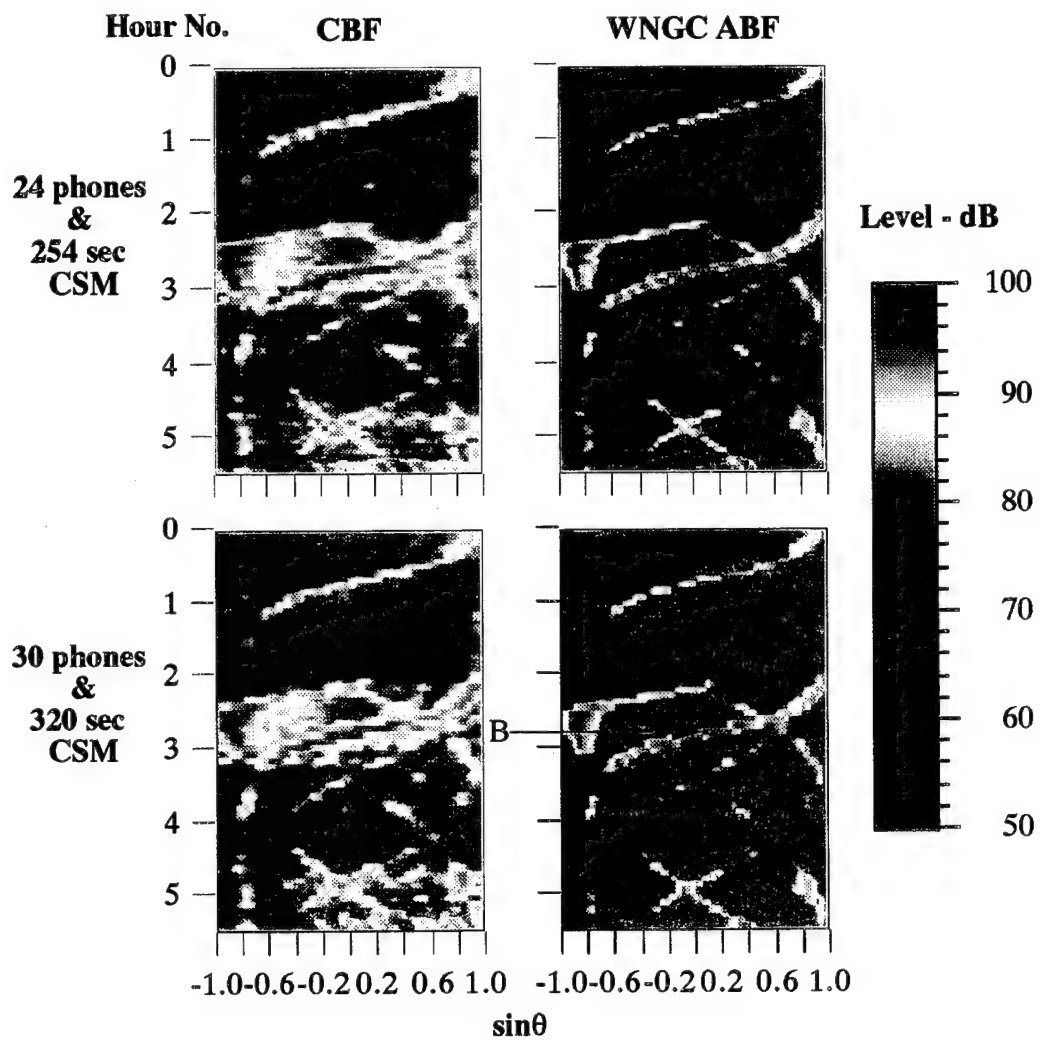 Hour No.
CBF
WNGC ABF
0
1
2
3
4
5
24 phones
&
254 sec
CSM
0
1
2
3
4
5
30 phones
&
320 sec
CSM
B
-1.0 -0.6 -0.2 0.2 0.6 1.0
-1.0 -0.6 -0.2 0.2 0.6 1.0
sinθ
Level - dB
100
90
80
70
60
50